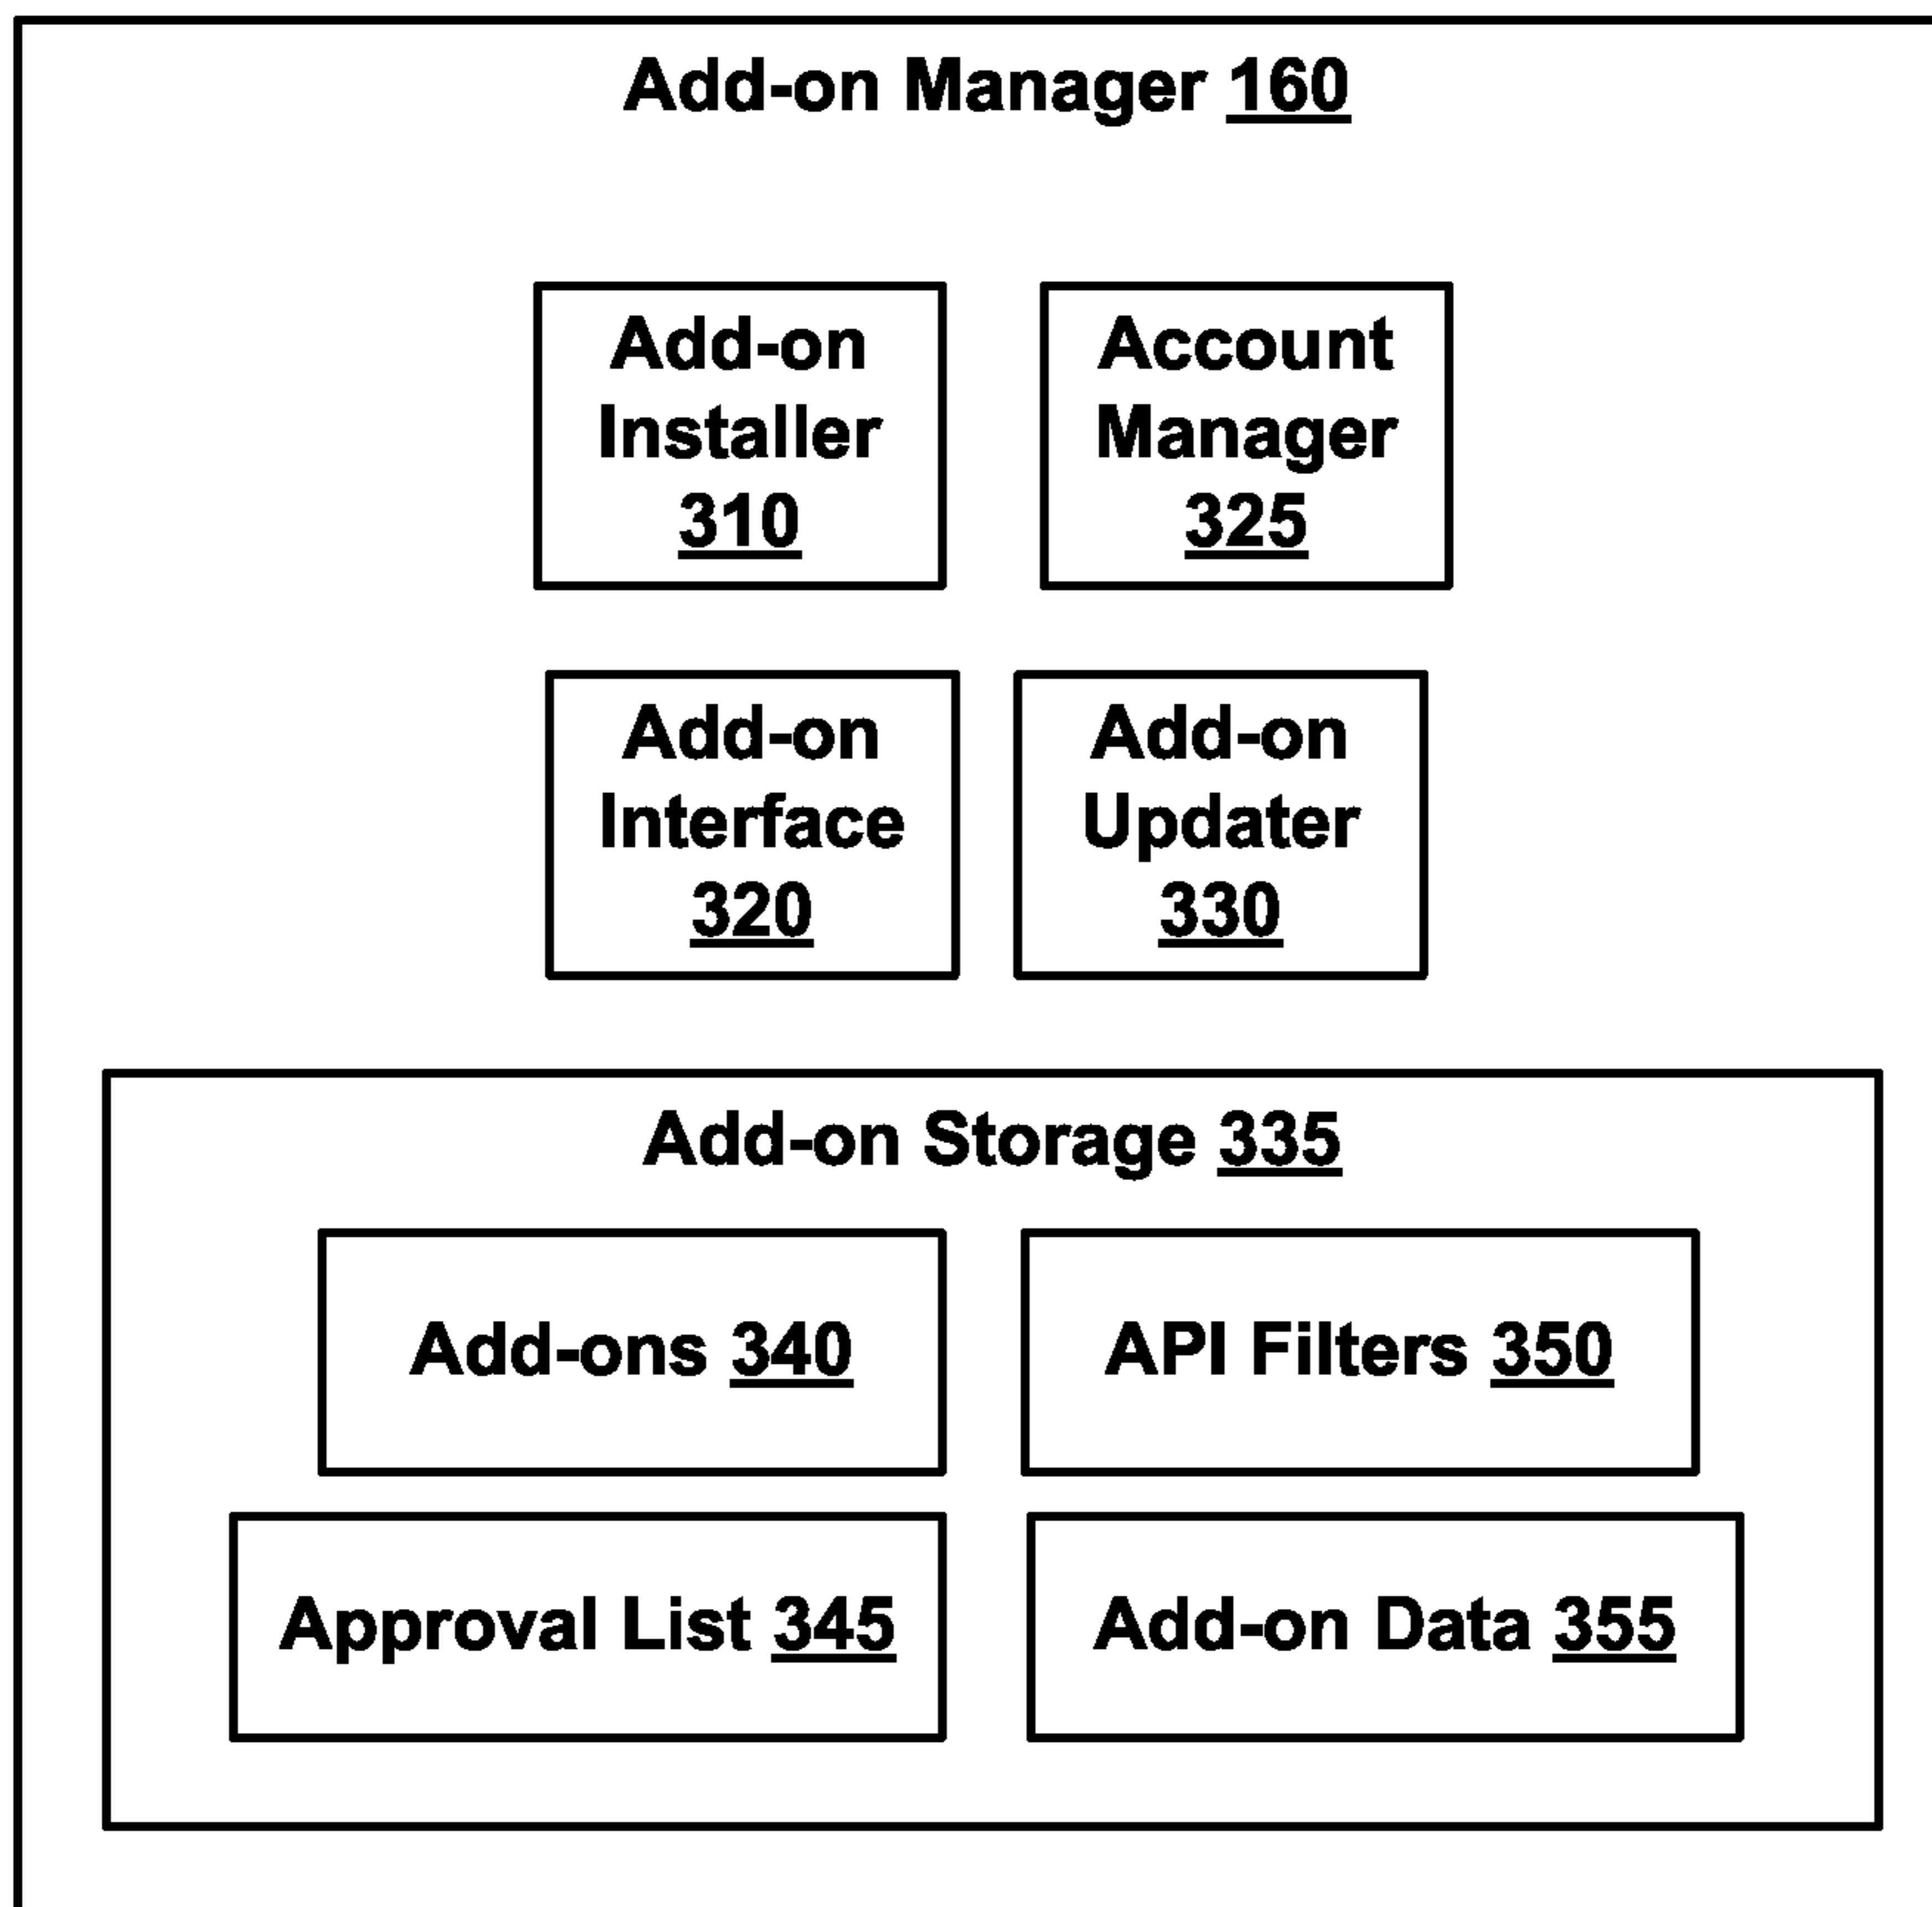 Add-on Manager 160
Add-on
Installer
310
Account
Manager
325
Add-on
Interface
320
Add-on
Updater
330
Add-on Storage 335
Add-ons 340
API Filters 350
Approval List 345
Add-on Data 355